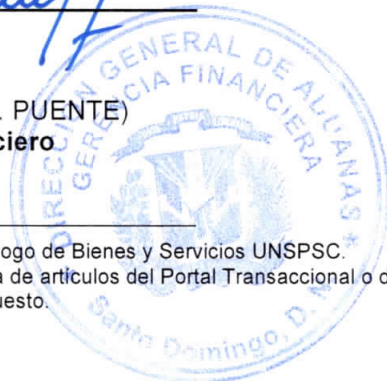 PUENTE)
ciero
DIRECCIÓN GENERAL DE ADUANAS
GERENCIA FINANCIERA
Santo Domingo, D. N.
ogo de Bienes y Servicios UNSPSC.
a de artículos del Portal Transaccional o d
uesto.